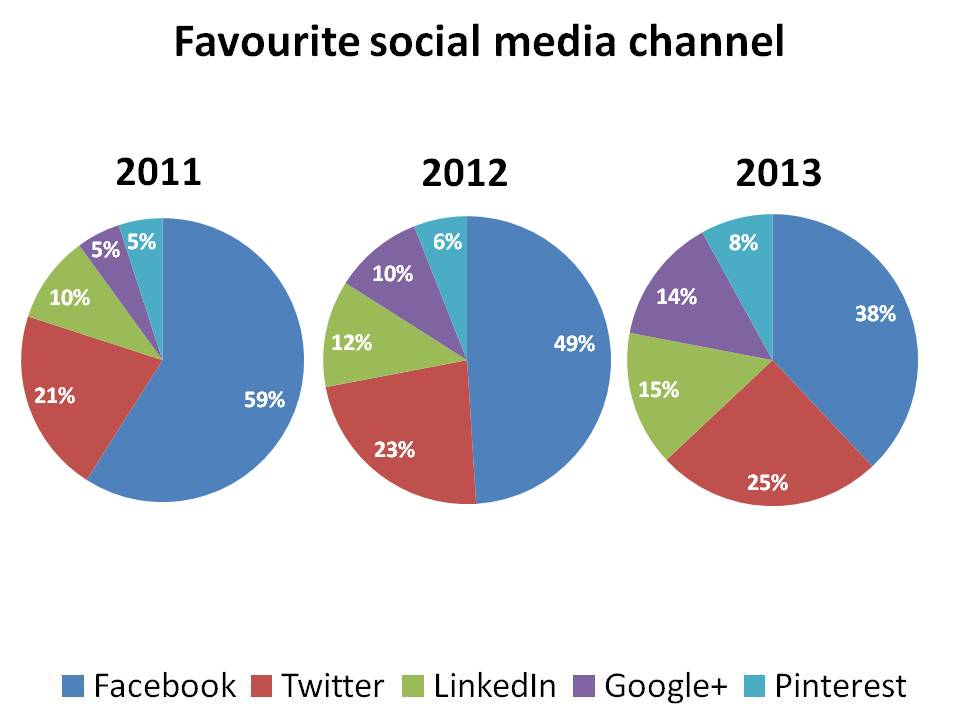 Favourite social media channel
2011 2012 2013
5% 5% 10% 21% 59%
6% 10% 12% 23% 49%
8% 14% 15% 25% 38%
Facebook Twitter LinkedIn Google+ Pinterest